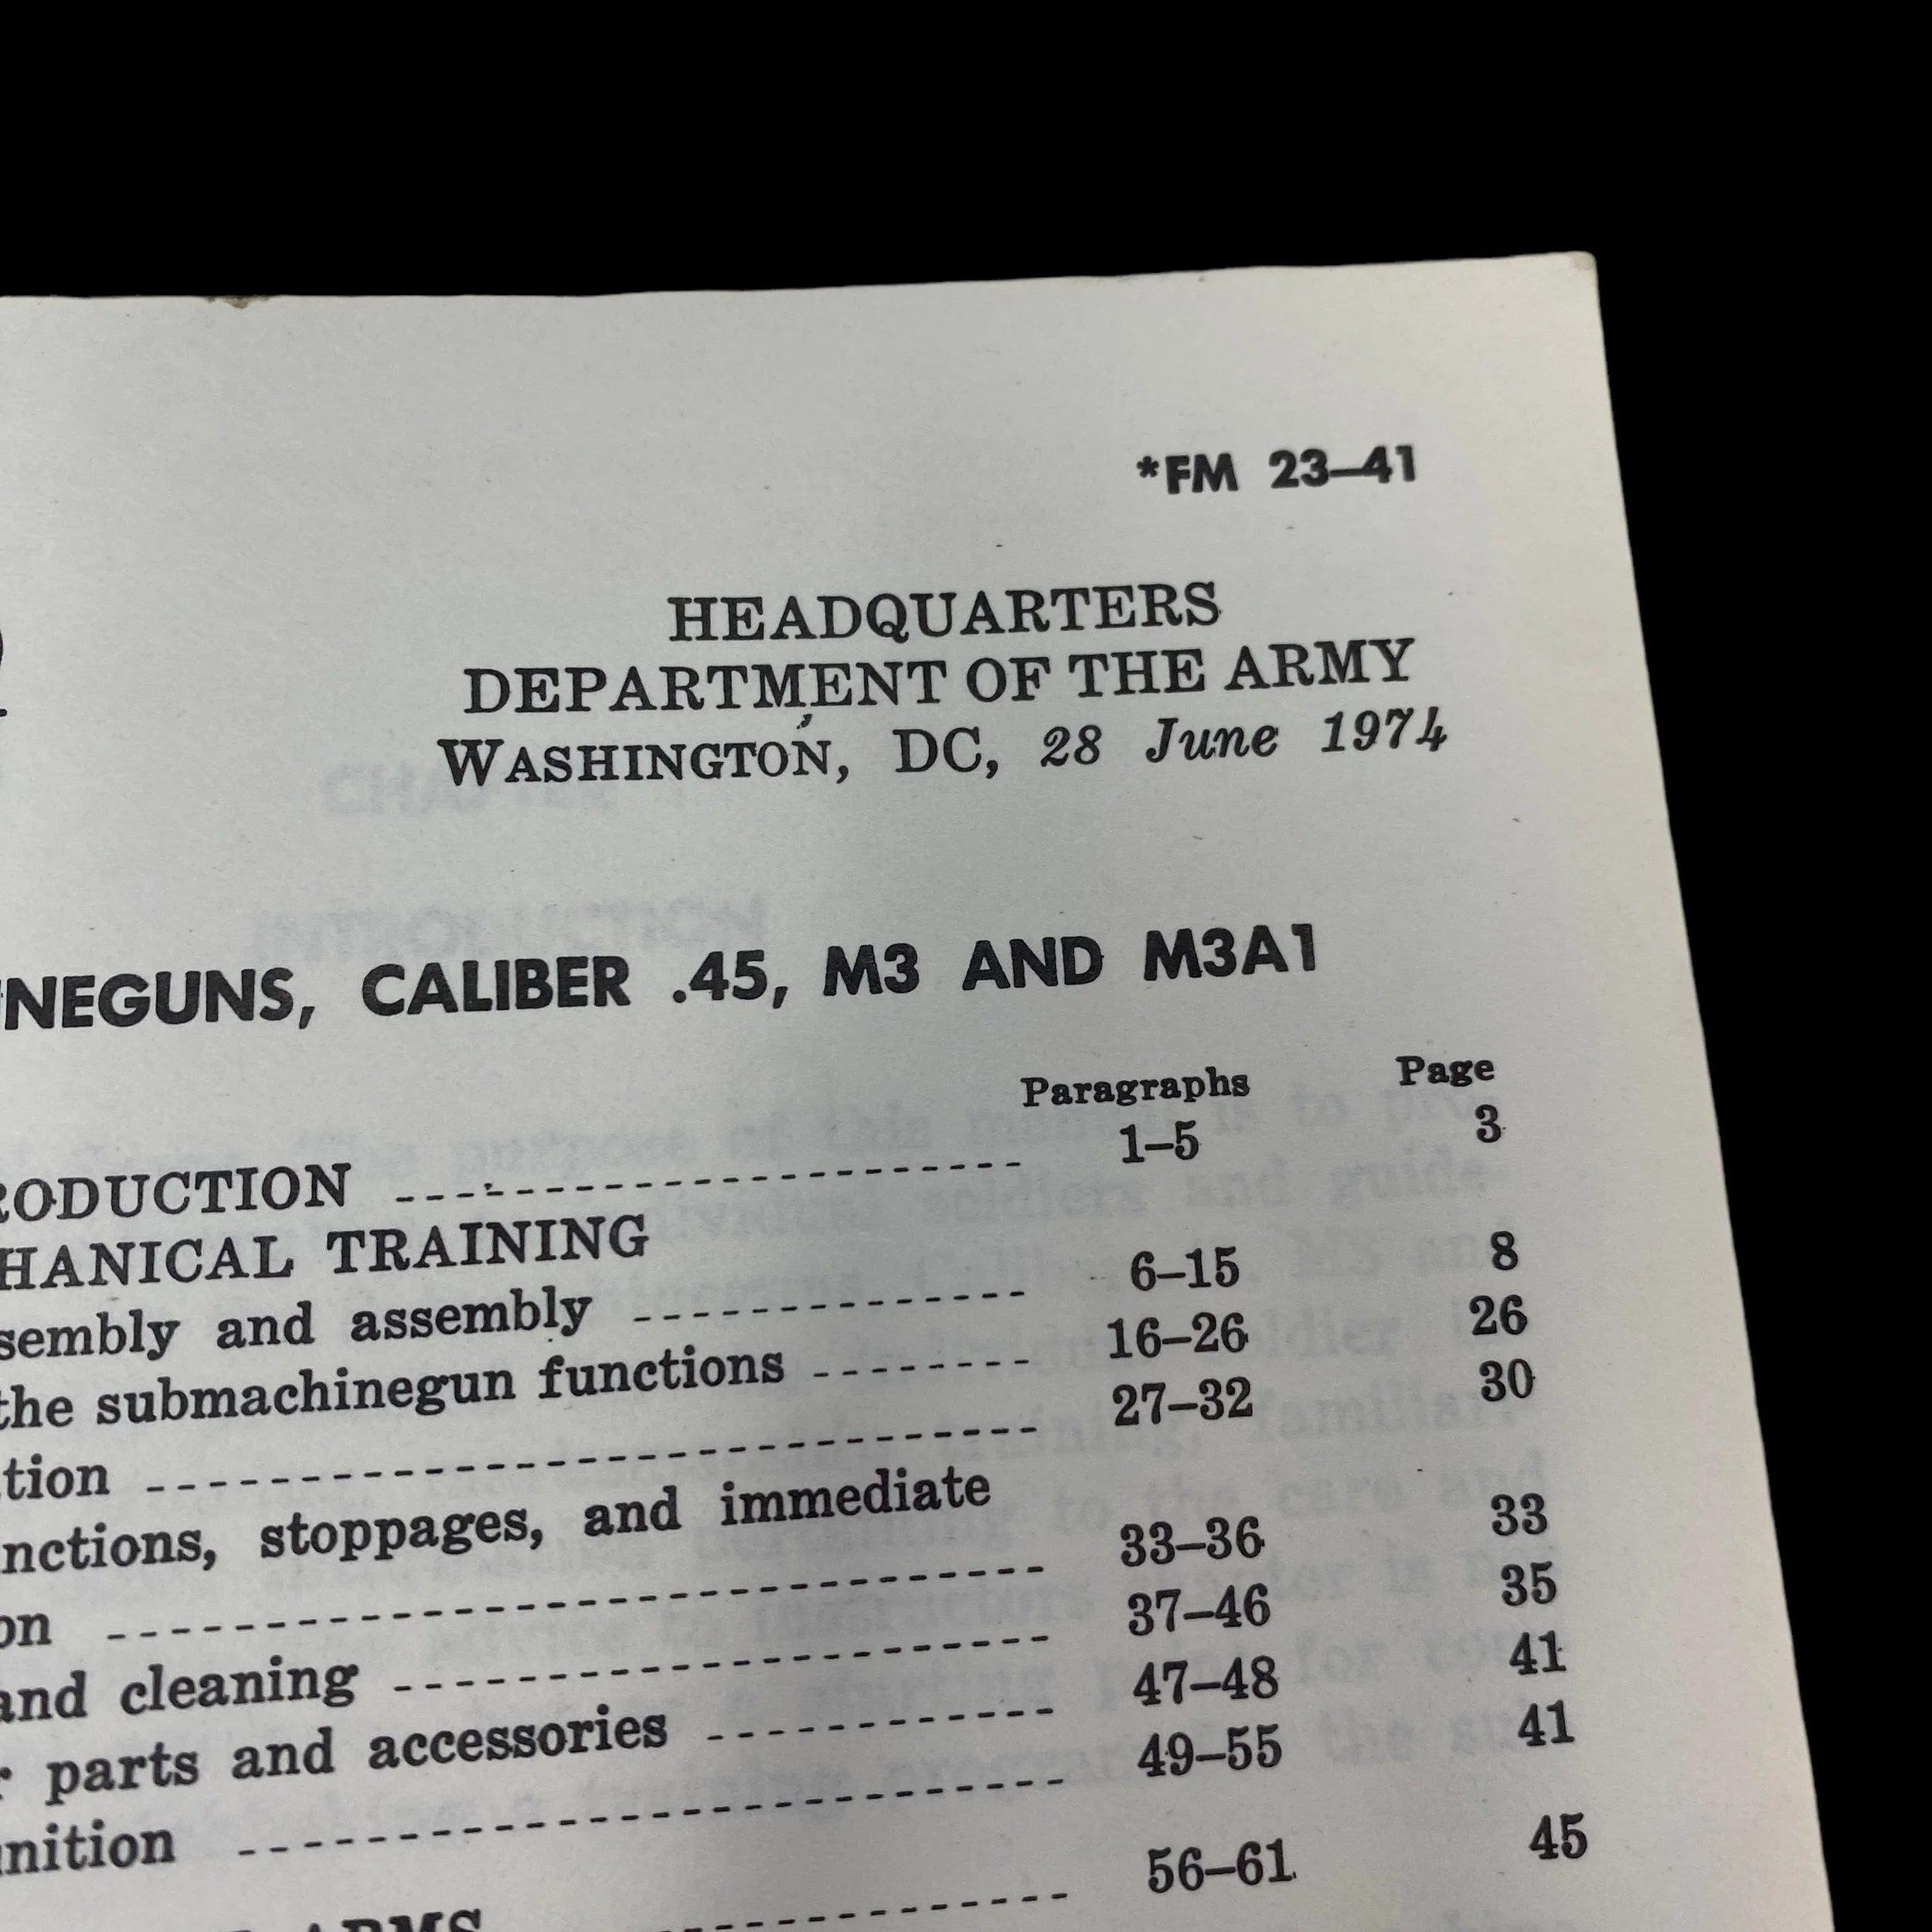 *FM 23–41
HEADQUARTERS
DEPARTMENT OF THE ARMY
WASHINGTON, DC, 28 June 1974
NEGUNS, CALIBER .45, M3 AND M3A1
Paragraphs Page
RODUCTION -------------------- 1–5 3
HANICAL TRAINING
sembly and assembly ------------- 6–15 8
the submachinegun functions -------- 16–26 26
tion ---------------------------- 27–32 30
nctions, stoppages, and immediate
on ----------------------------- 33–36 33
and cleaning --------------------- 37–46 35
r parts and accessories ------------ 47–48 41
nition -------------------------- 49–55 41
ARMS -------------- 56–61 45